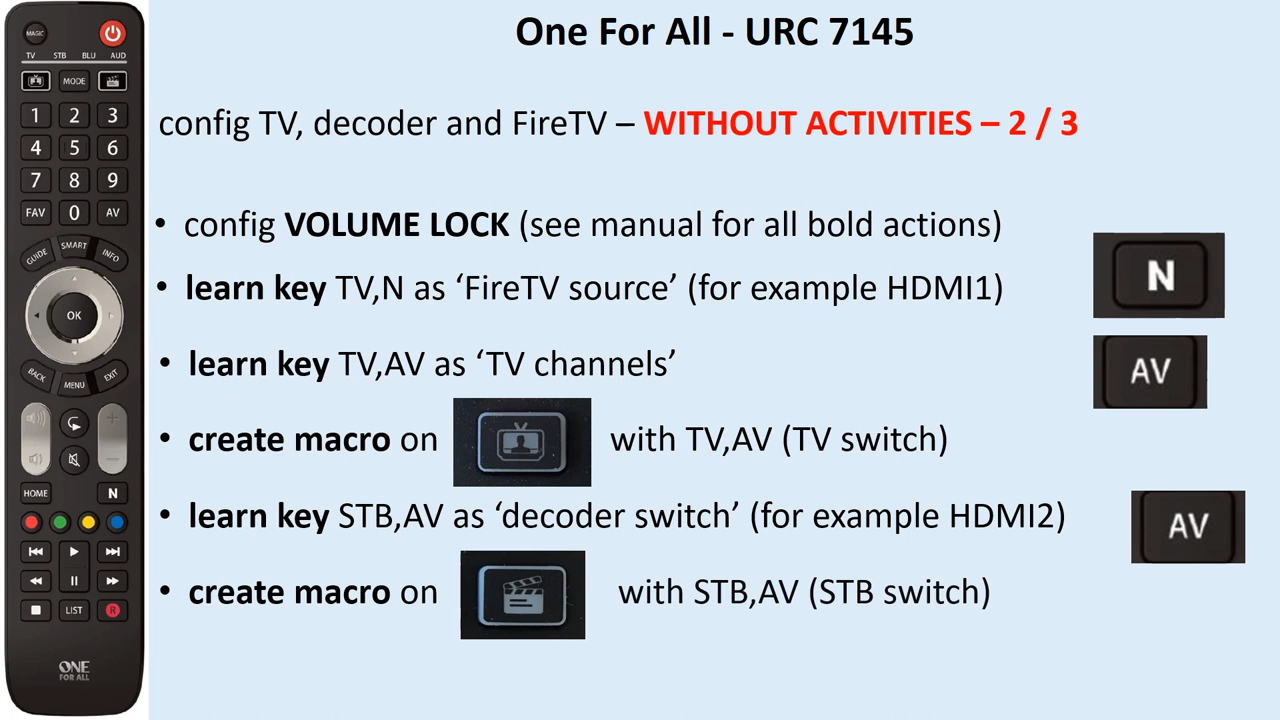 One For All - URC 7145
config TV, decoder and FireTV – WITHOUT ACTIVITIES – 2 / 3
• config VOLUME LOCK (see manual for all bold actions)
• learn key TV,N as ‘FireTV source’ (for example HDMI1)
N
• learn key TV,AV as ‘TV channels’
AV
• create macro on with TV,AV (TV switch)
• learn key STB,AV as ‘decoder switch’ (for example HDMI2)
AV
• create macro on with STB,AV (STB switch)
MAGIC
TV STB BLU AUD
MODE
1 2 3
4 5 6
7 8 9
FAV 0 AV
GUIDE SMART INFO
OK
BACK MENU EXIT
HOME N
LIST R
ONE
FOR ALL